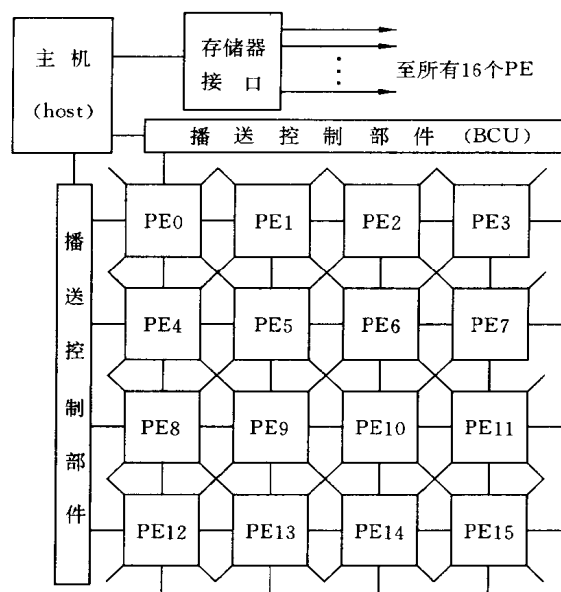 主机
(host)
存储器
接口
至所有16个PE
播送控制部件(BCU)
播送控制部件
PE0 PE1 PE2 PE3
PE4 PE5 PE6 PE7
PE8 PE9 PE10 PE11
PE12 PE13 PE14 PE15